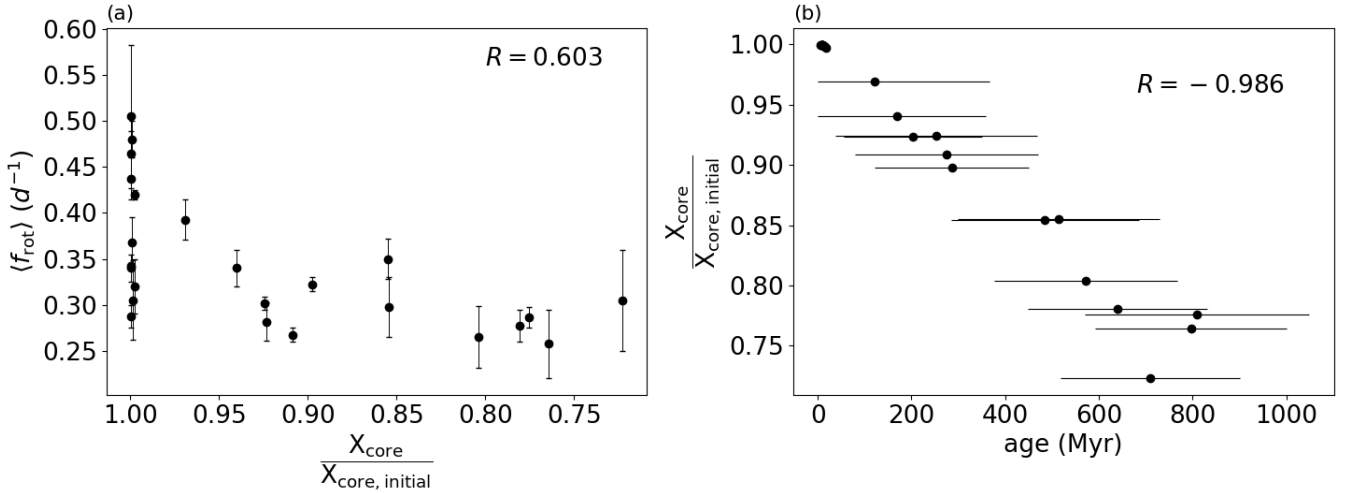 (a)
R = 0.603
0.60
0.55
0.50
0.45
0.40
0.35
0.30
0.25
⟨f_rot⟩ (d⁻¹)
1.00 0.95 0.90 0.85 0.80 0.75
X_core
X_core, initial
(b)
R = −0.986
1.00
0.95
0.90
0.85
0.80
0.75
X_core
X_core, initial
0 200 400 600 800 1000
age (Myr)